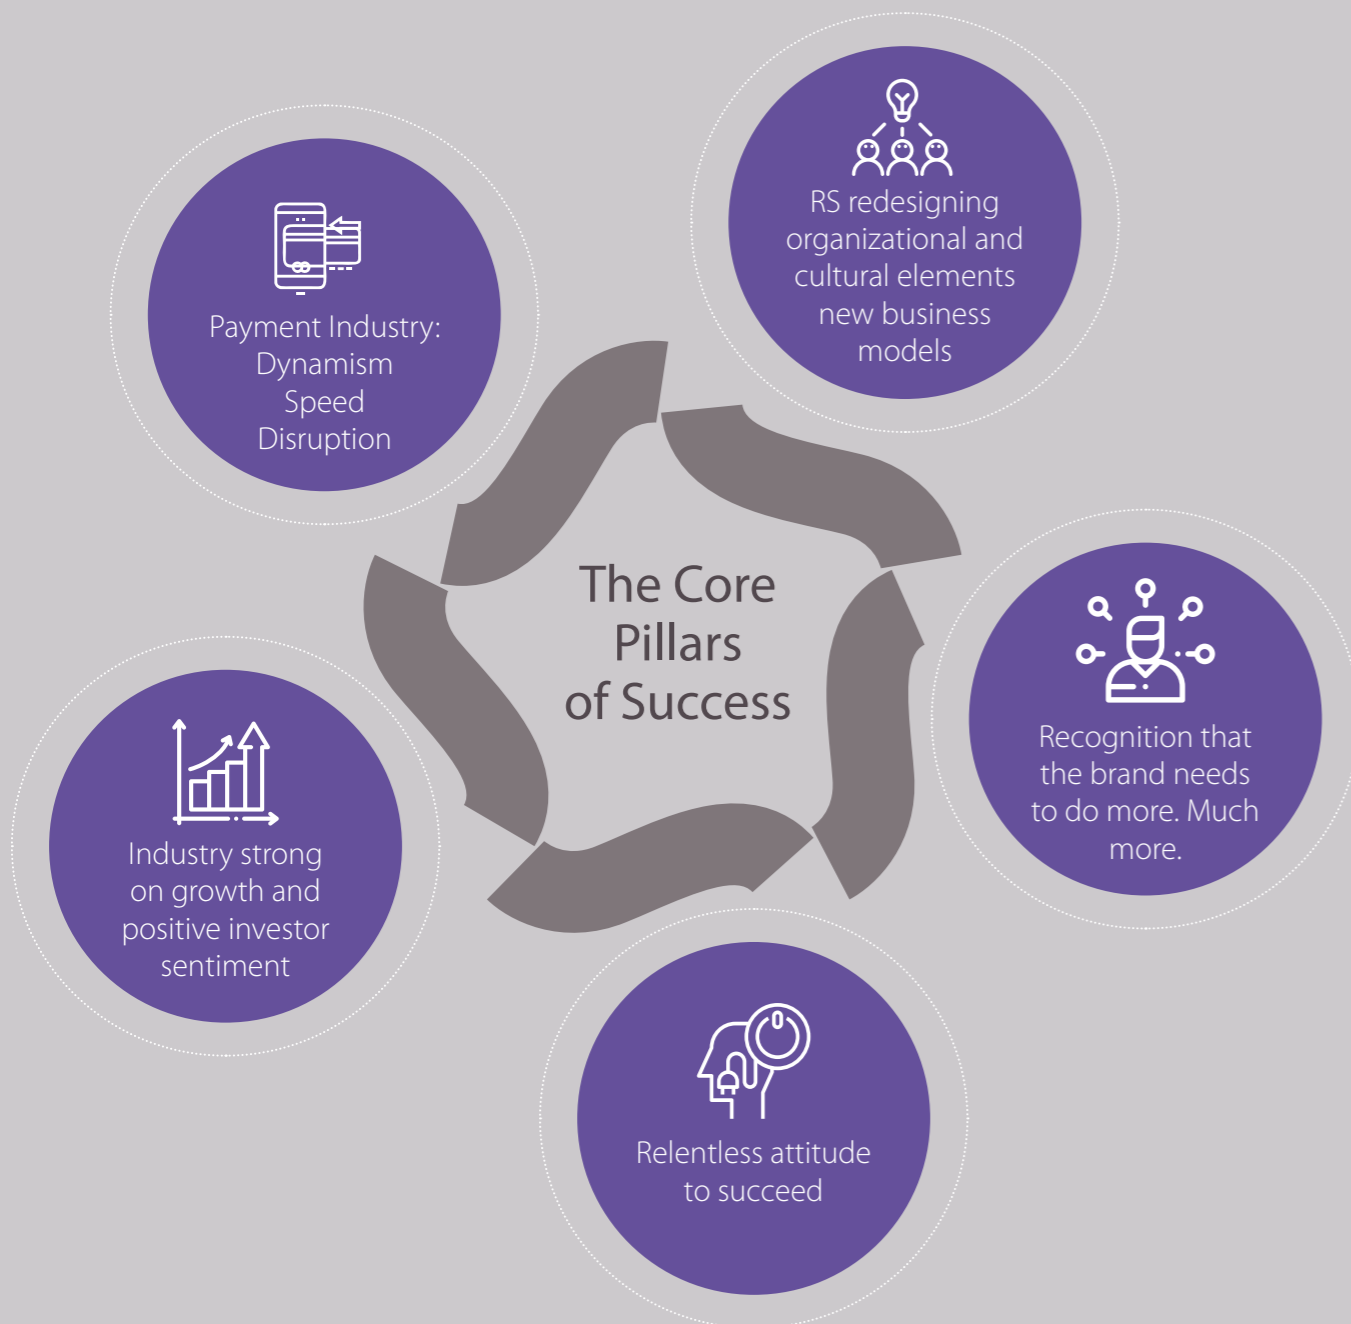 The Core
Pillars
of Success
Payment Industry:
Dynamism
Speed
Disruption
RS redesigning
organizational and
cultural elements
new business
models
Recognition that
the brand needs
to do more. Much
more.
Relentless attitude
to succeed
Industry strong
on growth and
positive investor
sentiment